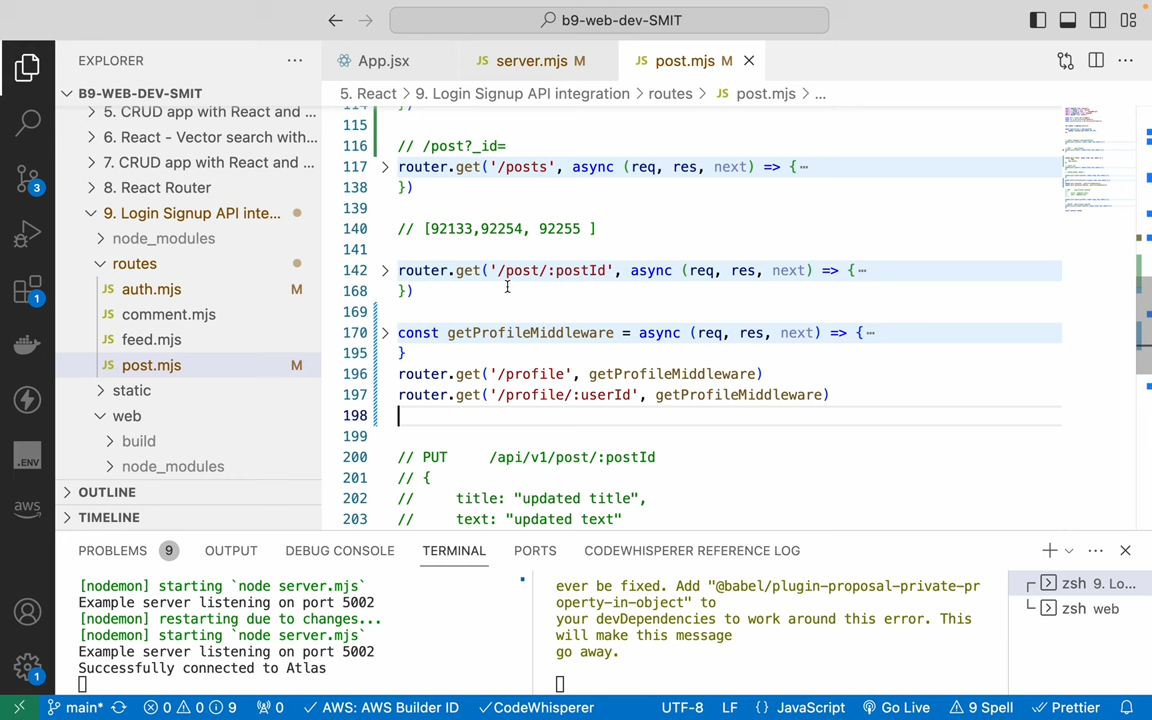 b9-web-dev-SMIT
EXPLORER
App.jsx
server.mjs M
post.mjs M
B9-WEB-DEV-SMIT
5. React > 9. Login Signup API integration > routes > JS post.mjs > ...
5. CRUD app with React and ...
6. React - Vector search with...
7. CRUD app with React and ...
8. React Router
9. Login Signup API inte...
node_modules
routes
JS auth.mjs M
JS comment.mjs
JS feed.mjs
JS post.mjs M
static
web
build
node_modules
OUTLINE
TIMELINE
114 })
115
116 // /post?_id=
117 router.get('/posts', async (req, res, next) => {…
138 })
139
140 // [92133,92254, 92255 ]
141
142 router.get('/post/:postId', async (req, res, next) => {…
168 })
169
170 const getProfileMiddleware = async (req, res, next) => {…
195 }
196 router.get('/profile', getProfileMiddleware)
197 router.get('/profile/:userId', getProfileMiddleware)
198
199
200 // PUT /api/v1/post/:postId
201 // {
202 // title: "updated title",
203 // text: "updated text"
PROBLEMS 9 OUTPUT DEBUG CONSOLE TERMINAL PORTS CODEWHISPERER REFERENCE LOG
[nodemon] starting `node server.mjs`
Example server listening on port 5002
[nodemon] restarting due to changes...
[nodemon] starting `node server.mjs`
Example server listening on port 5002
Successfully connected to Atlas
ever be fixed. Add "@babel/plugin-proposal-private-pr
operty-in-object" to
your devDependencies to work around this error. This
will make this message
go away.
zsh 9. Lo...
zsh web
3
1
.ENV
aws
1
main* 0 0 9 0 AWS: AWS Builder ID CodeWhisperer UTF-8 LF {} JavaScript Go Live 9 Spell Prettier